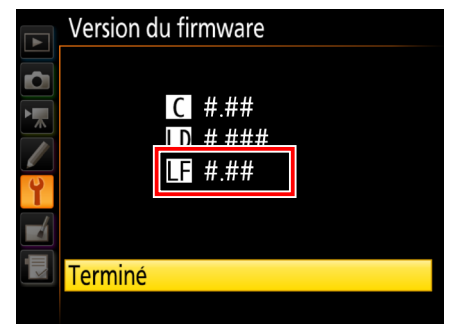 Version du firmware
C #.##
LD #.###
LF #.##
Terminé